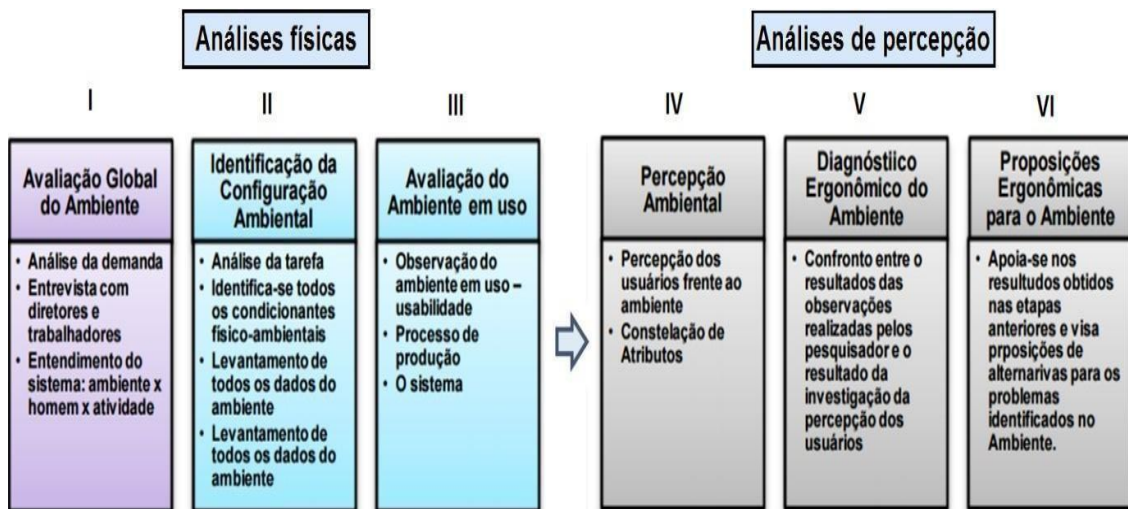 Análises físicas
Análises de percepção
I
II
III
IV
V
VI
Avaliação Global
do Ambiente
• Análise da demanda
• Entrevista com
diretores e
trabalhadores
• Entendimento do
sistema: ambiente x
homem x atividade
Identificação da
Configuração
Ambiental
• Análise da tarefa
• Identifica-se todos
os condicionantes
físico-ambientais
• Levantamento de
todos os dados do
ambiente
• Levantamento de
todos os dados do
ambiente
Avaliação do
Ambiente em uso
• Observação do
ambiente em uso –
usabilidade
• Processo de
produção
• O sistema
Percepção
Ambiental
• Percepção dos
usuários frente ao
ambiente
• Constelação de
Atributos
Diagnóstiico
Ergonômico do
Ambiente
• Confronto entre o
resultados das
observações
realizadas pelos
pesquisador e o
resultado da
investigação da
percepção dos
usuários
Proposições
Ergonômicas
para o Ambiente
• Apoia-se nos
resultudos obtidos
nas etapas
anteriores e visa
prposições de
alternarivas para os
problemas
identificados no
Ambiente.